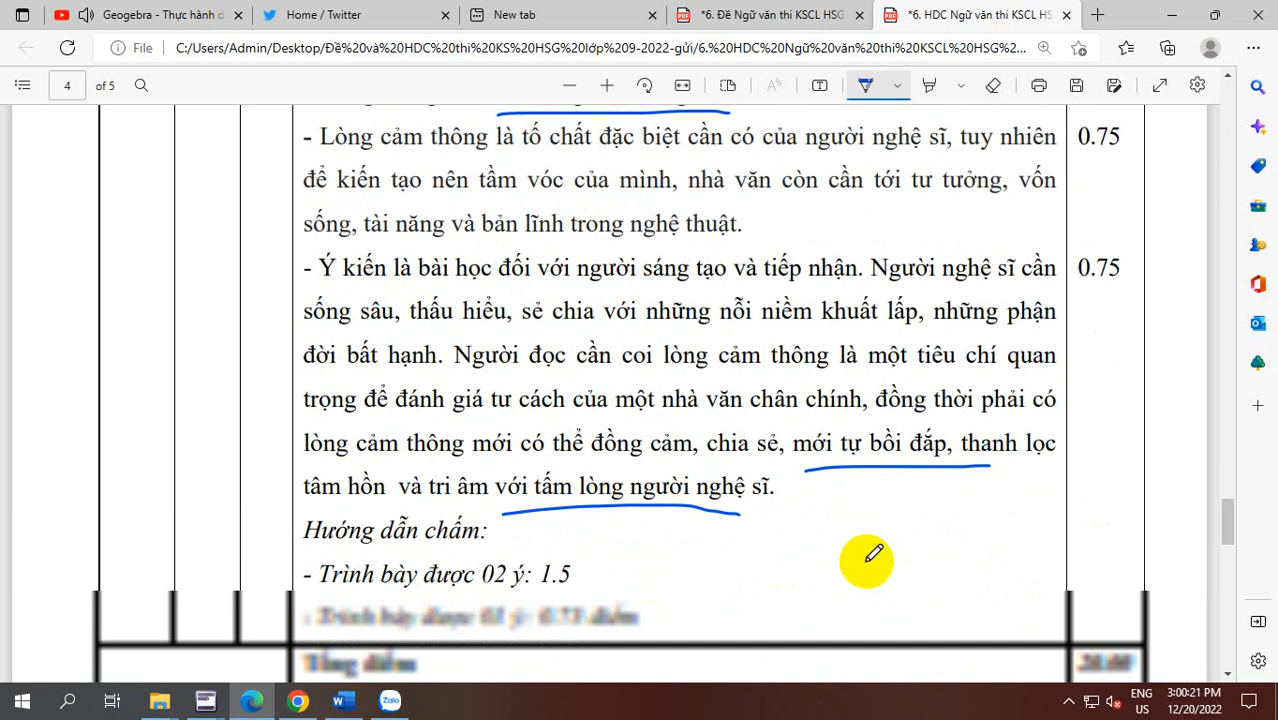 Geogebra - Thực hành d
Home / Twitter
New tab
*6. Đề Ngữ văn thi KSCL HSG
*6. HDC Ngữ văn thi KSCL HS
File
C:/Users/Admin/Desktop/Đề%20và%20HDC%20thi%20KS%20HSG%20lớp%209-2022-gửi/6.%20HDC%20Ngữ%20văn%20thi%20KSCL%20HSG%20...
4 of 5
- Lòng cảm thông là tố chất đặc biệt cần có của người nghệ sĩ, tuy nhiên 0.75
để kiến tạo nên tầm vóc của mình, nhà văn còn cần tới tư tưởng, vốn
sống, tài năng và bản lĩnh trong nghệ thuật.
- Ý kiến là bài học đối với người sáng tạo và tiếp nhận. Người nghệ sĩ cần 0.75
sống sâu, thấu hiểu, sẻ chia với những nỗi niềm khuất lấp, những phận
đời bất hạnh. Người đọc cần coi lòng cảm thông là một tiêu chí quan
trọng để đánh giá tư cách của một nhà văn chân chính, đồng thời phải có
lòng cảm thông mới có thể đồng cảm, chia sẻ, mới tự bồi đắp, thanh lọc
tâm hồn và tri âm với tấm lòng người nghệ sĩ.
Hướng dẫn chấm:
- Trình bày được 02 ý: 1.5
- Trình bày được 01 ý: 0.75 điểm
Tổng điểm
ENG
US
3:00:21 PM
12/20/2022